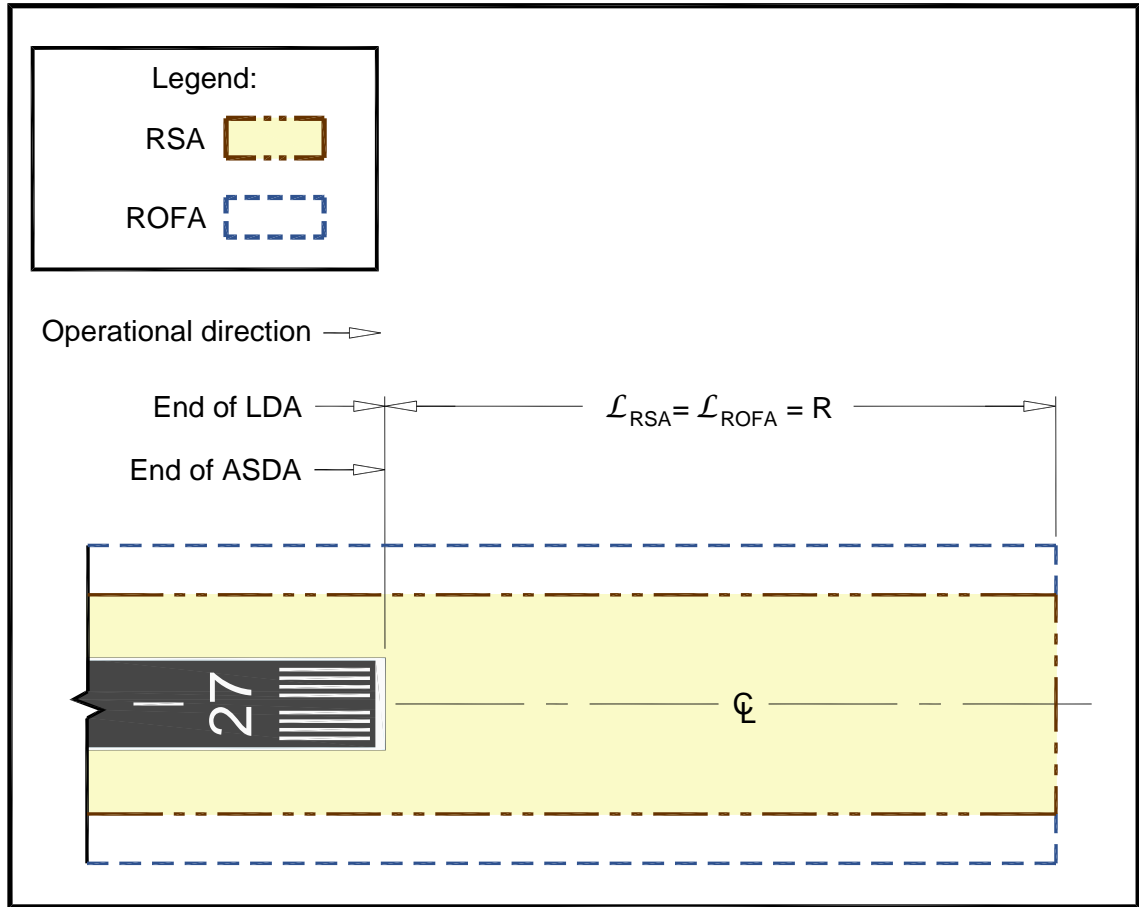 Legend:
RSA
ROFA
Operational direction
End of LDA
ℒRSA= ℒROFA = R
End of ASDA
27
℄